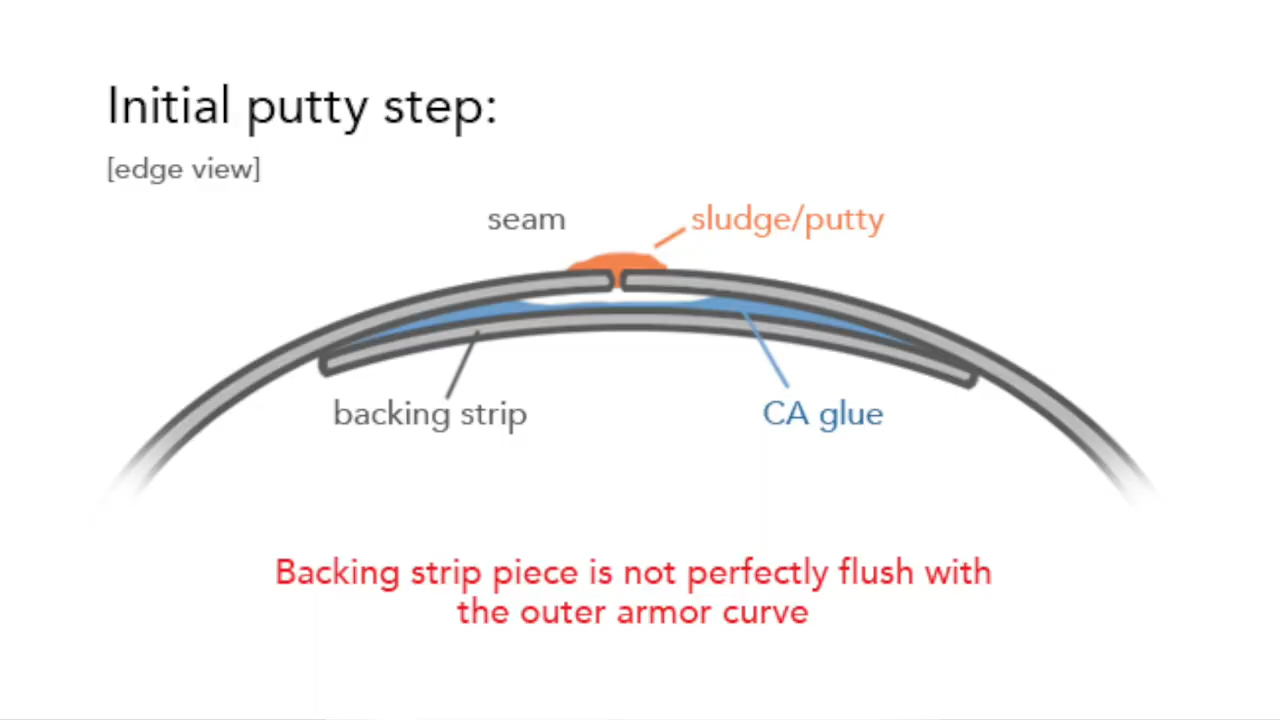 Initial putty step:
[edge view]
seam
sludge/putty
backing strip
CA glue
Backing strip piece is not perfectly flush with
the outer armor curve